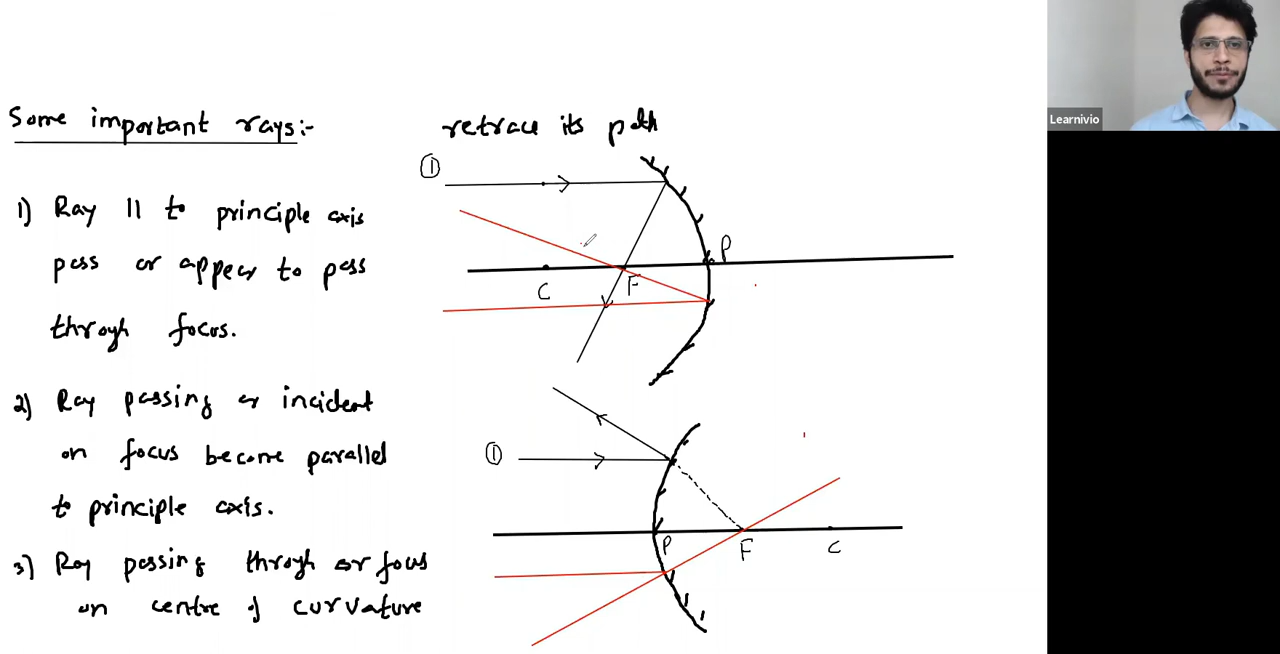 Some important rays:-
retrace its path
1) Ray || to principle axis
pass or appear to pass
through focus.
2) Ray passing or incident
on focus become parallel
to principle axis.
3) Ray passing through or focus
on centre of curvature
①
P
C
F
①
P
F
C
Learnivio